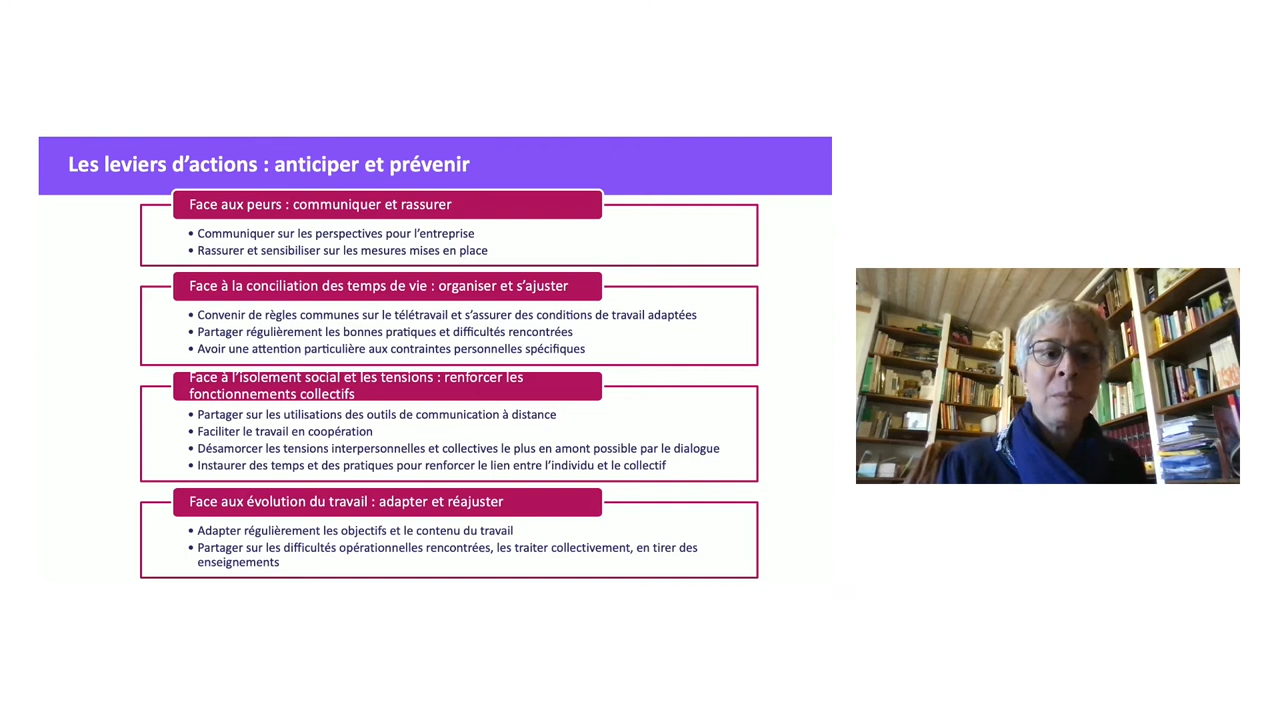 Les leviers d'actions : anticiper et prévenir
Face aux peurs : communiquer et rassurer
• Communiquer sur les perspectives pour l'entreprise
• Rassurer et sensibiliser sur les mesures mises en place
Face à la conciliation des temps de vie : organiser et s'ajuster
• Convenir de règles communes sur le télétravail et s'assurer des conditions de travail adaptées
• Partager régulièrement les bonnes pratiques et difficultés rencontrées
• Avoir une attention particulière aux contraintes personnelles spécifiques
Face à l'isolement social et les tensions : renforcer les
fonctionnements collectifs
• Partager sur les utilisations des outils de communication à distance
• Faciliter le travail en coopération
• Désamorcer les tensions interpersonnelles et collectives le plus en amont possible par le dialogue
• Instaurer des temps et des pratiques pour renforcer le lien entre l'individu et le collectif
Face aux évolution du travail : adapter et réajuster
• Adapter régulièrement les objectifs et le contenu du travail
• Partager sur les difficultés opérationnelles rencontrées, les traiter collectivement, en tirer des
enseignements